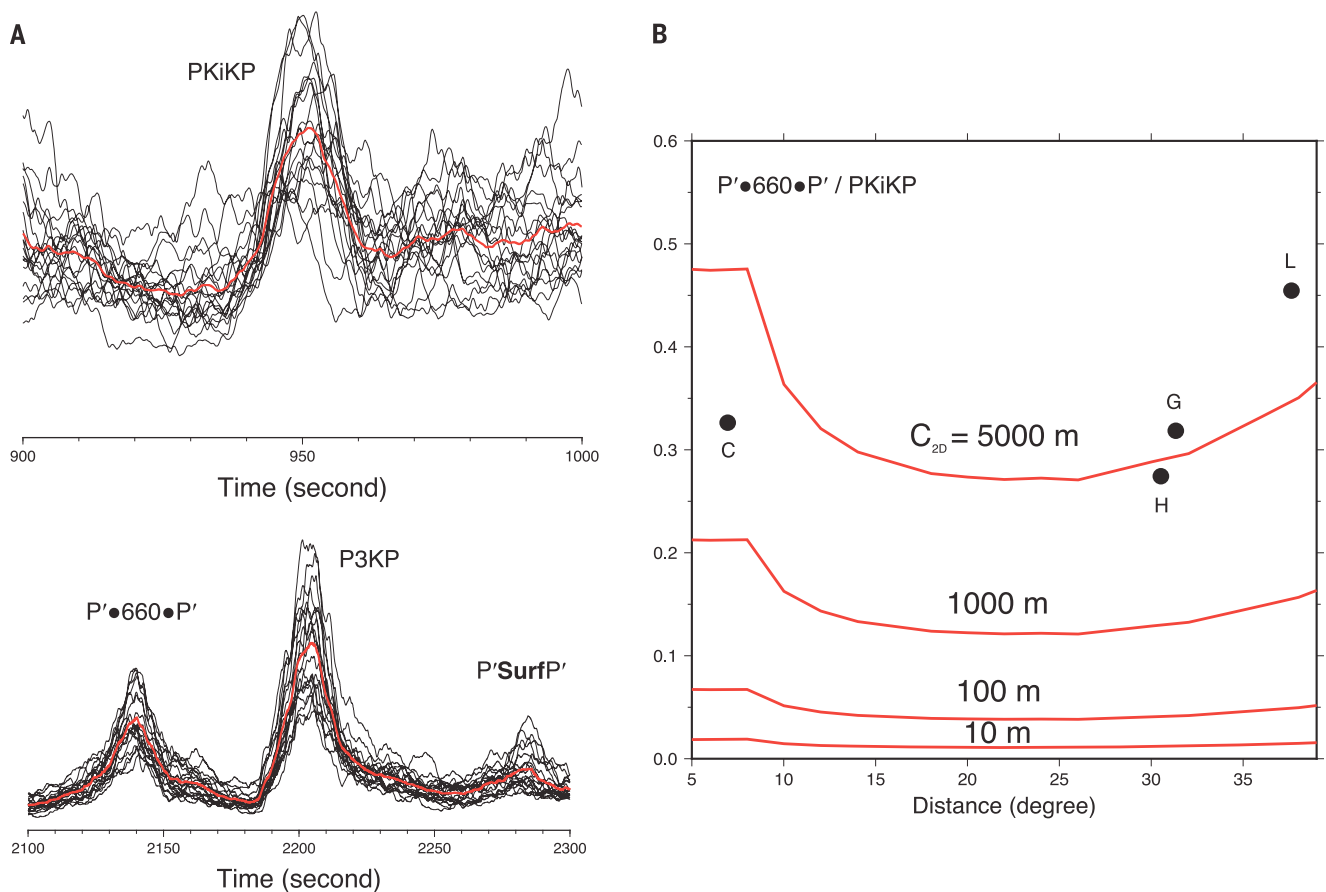 A
PKiKP
900
950
1000
Time (second)
P'●660●P'
P3KP
P'SurfP'
2100
2150
2200
2250
2300
Time (second)
B
0.6
0.5
0.4
0.3
0.2
0.1
0.0
P'●660●P' / PKiKP
L
C
G
H
C2D = 5000 m
1000 m
100 m
10 m
5
10
15
20
25
30
35
Distance (degree)